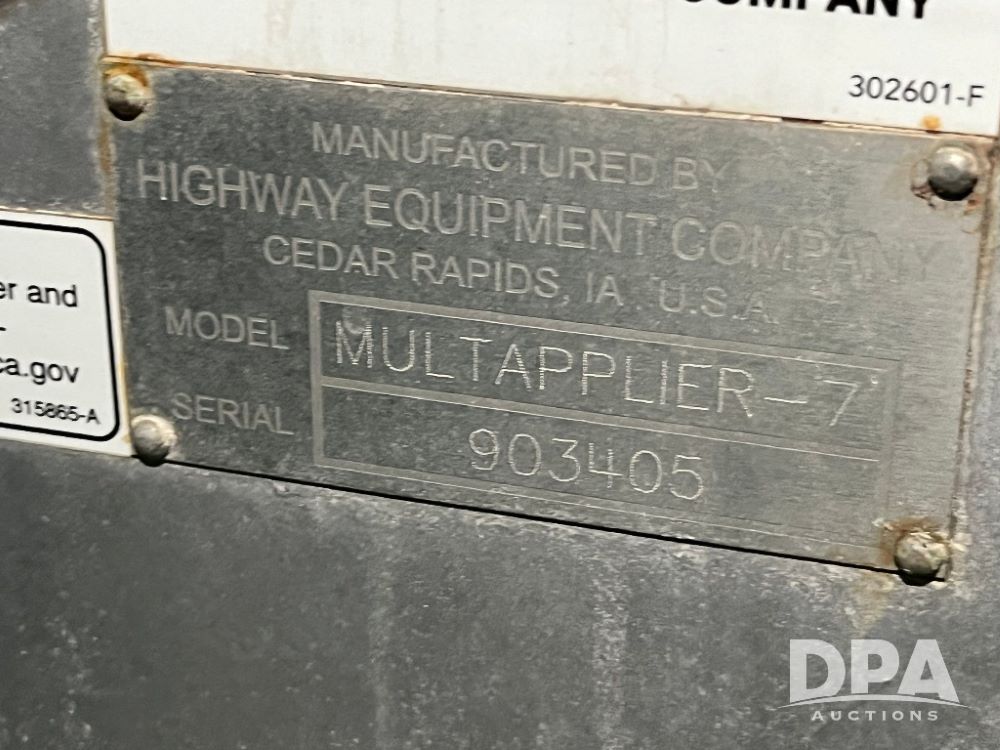 COMPANY
302601-F
MANUFACTURED BY
HIGHWAY EQUIPMENT COMPANY
CEDAR RAPIDS, IA U.S.A.
MODEL MULTAPPLIER-7'
SERIAL 903405
er and
-
ca.gov
315865-A
DPA
AUCTIONS